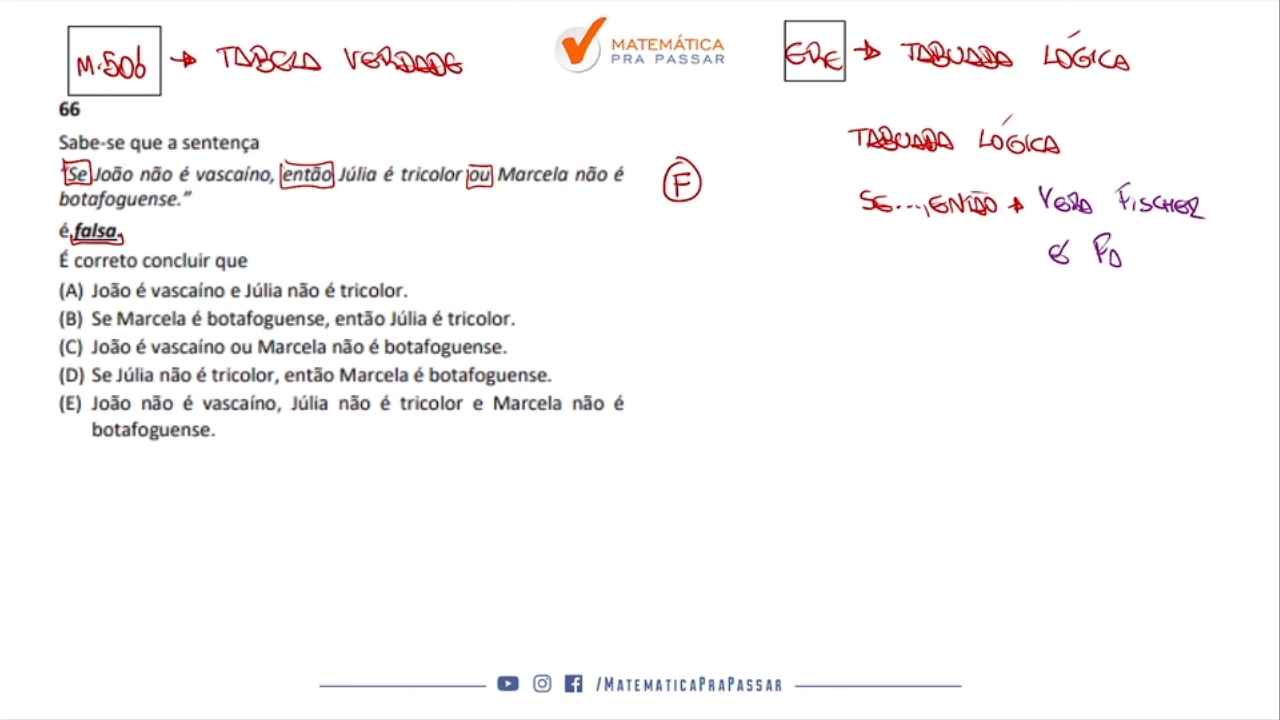 M.50b → TABELA VERDADE
MATEMÁTICA
PRA PASSAR
ERE → TABUADA LÓGICA
66
Sabe-se que a sentença
TABUADA LÓGICA
"Se João não é vascaíno, então Júlia é tricolor ou Marcela não é
botafoguense."
F
SE..., ENTÃO → VERA FISCHER
é falsa.
É
É correto concluir que
(A) João é vascaíno e Júlia não é tricolor.
(B) Se Marcela é botafoguense, então Júlia é tricolor.
(C) João é vascaíno ou Marcela não é botafoguense.
(D) Se Júlia não é tricolor, então Marcela é botafoguense.
(E) João não é vascaíno, Júlia não é tricolor e Marcela não é
botafoguense.
/MATEMATICAPRAPASSAR